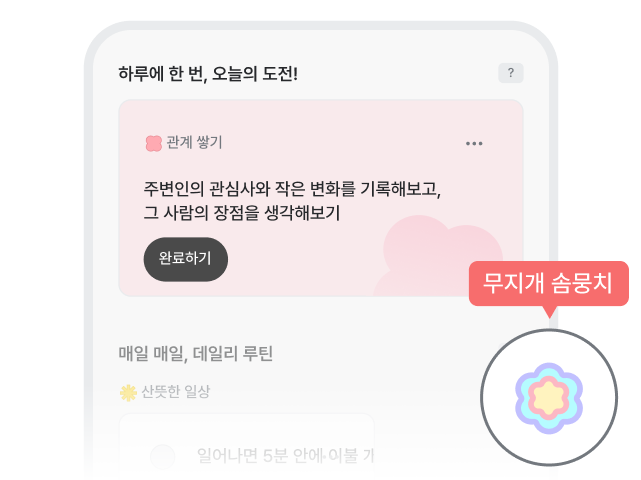 하루에 한 번, 오늘의 도전!
?
관계 쌓기
주변인의 관심사와 작은 변화를 기록해보고,
그 사람의 장점을 생각해보기
완료하기
무지개 솜뭉치
매일 매일, 데일리 루틴
산뜻한 일상
일어나면 5분 안에 이불